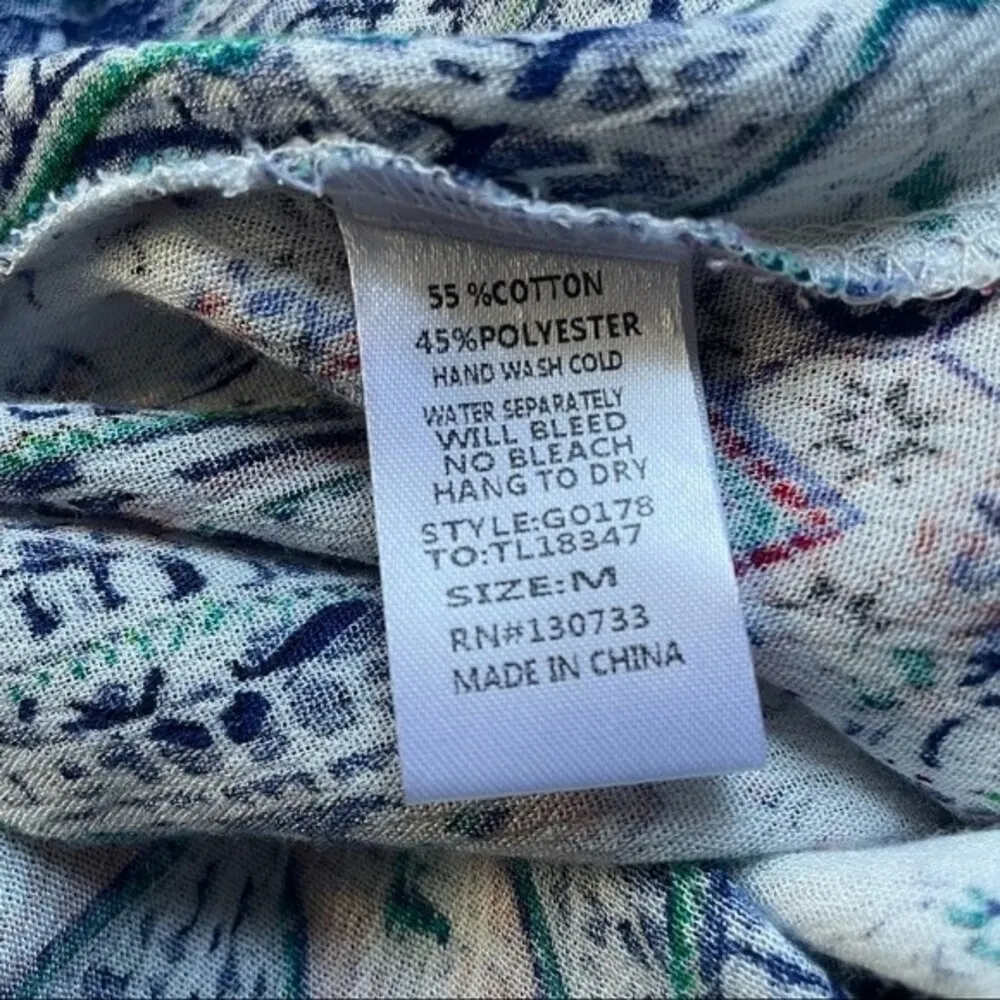 55 %COTTON
45%POLYESTER
HAND WASH COLD
WATER SEPARATELY
WILL BLEED
NO BLEACH
HANG TO DRY
STYLE:G0178
TO:TL18347
SIZE:M
RN#130733
MADE IN CHINA